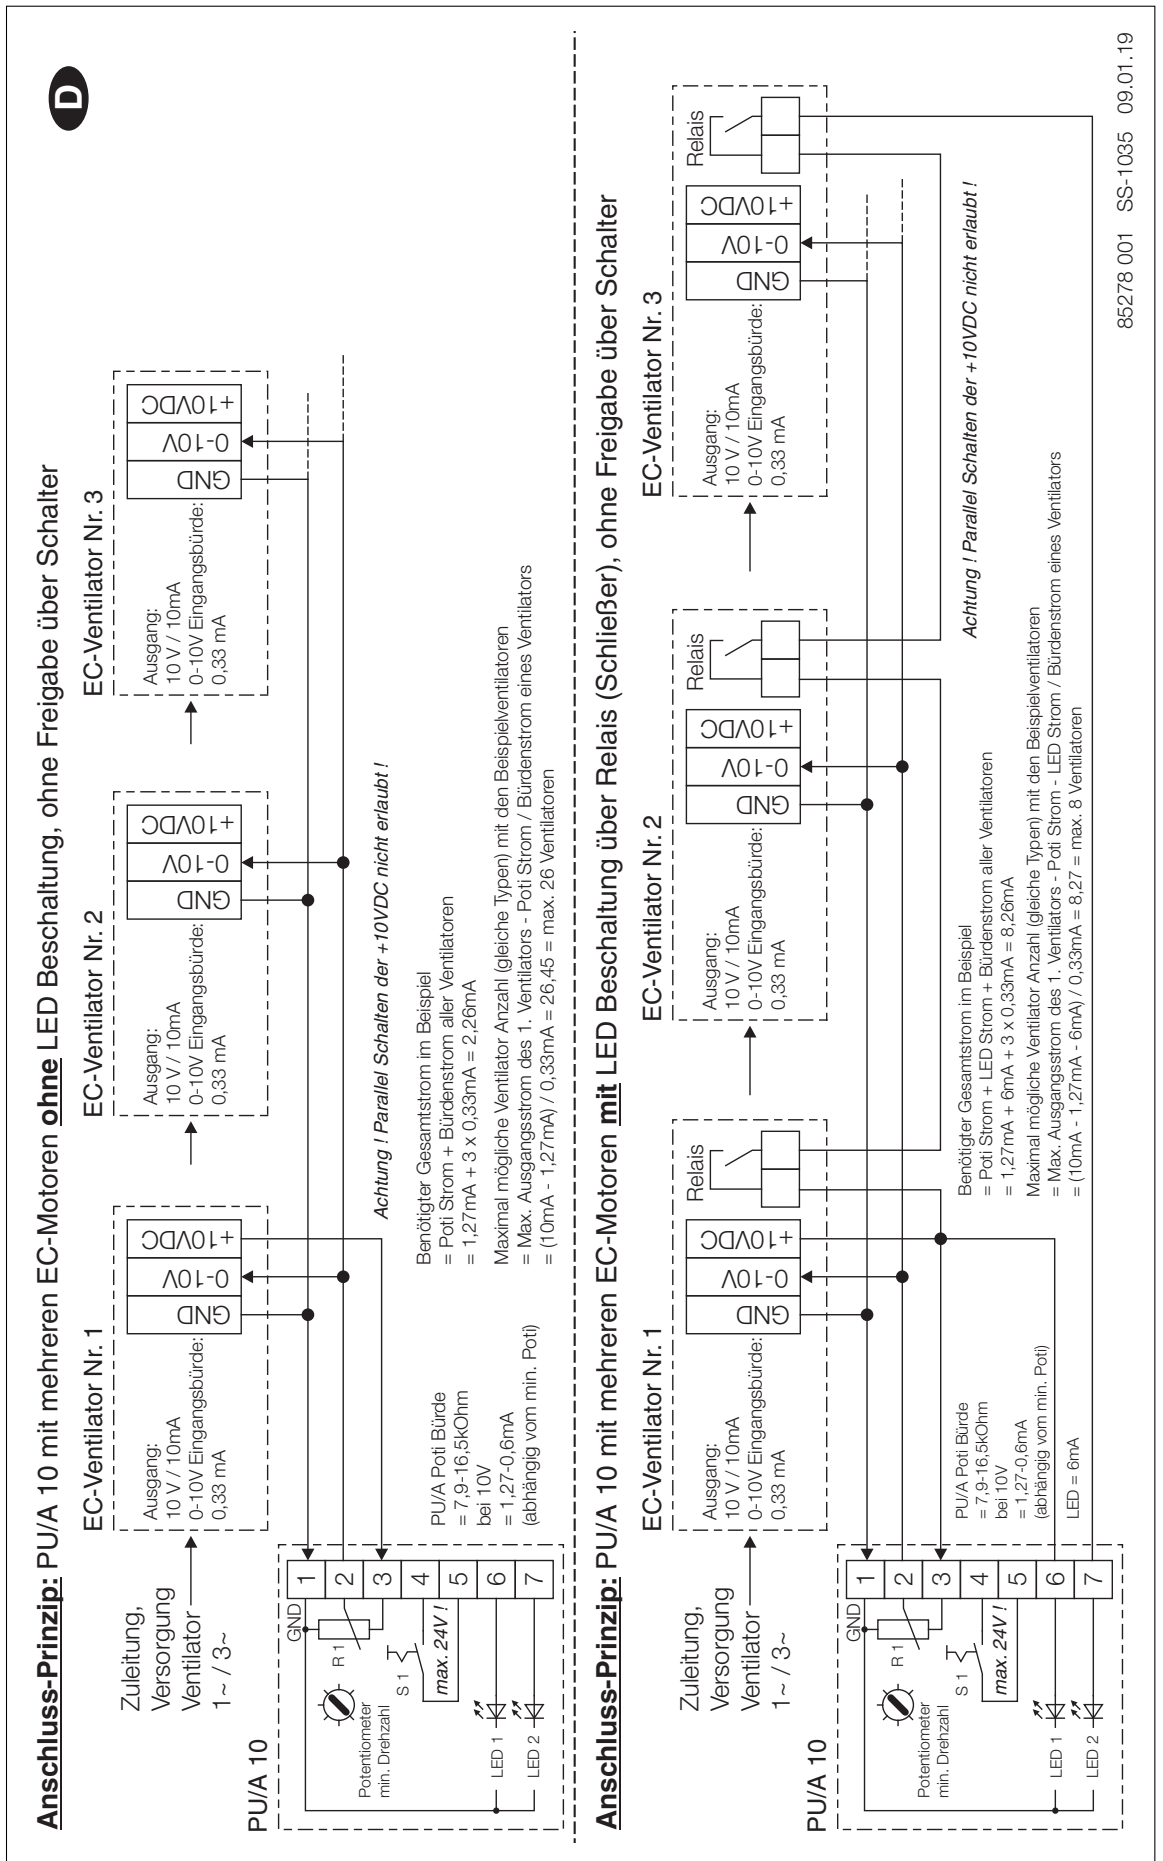 D
Anschluss-Prinzip: PU/A 10 mit mehreren EC-Motoren ohne LED Beschaltung, ohne Freigabe über Schalter
EC-Ventilator Nr. 1
EC-Ventilator Nr. 2
EC-Ventilator Nr. 3
Zuleitung,
Versorgung
Ventilator
1~ / 3~
Ausgang:
10 V / 10mA
0-10V Eingangsbürde:
0,33 mA
GND
0-10V
+10VDC
Ausgang:
10 V / 10mA
0-10V Eingangsbürde:
0,33 mA
GND
0-10V
+10VDC
Ausgang:
10 V / 10mA
0-10V Eingangsbürde:
0,33 mA
GND
0-10V
+10VDC
PU/A 10
Potentiometer
min. Drehzahl
GND
R 1
S 1
max. 24V !
LED 1
LED 2
1
2
3
4
5
6
7
PU/A Poti Bürde
= 7,9-16,5kOhm
bei 10V
= 1,27-0,6mA
(abhängig vom min. Poti)
Achtung ! Parallel Schalten der +10VDC nicht erlaubt !
Benötigter Gesamtstrom im Beispiel
= Poti Strom + Bürdenstrom aller Ventilatoren
= 1,27mA + 3 x 0,33mA = 2,26mA
Maximal mögliche Ventilator Anzahl (gleiche Typen) mit den Beispielventilatoren
= Max. Ausgangsstrom des 1. Ventilators - Poti Strom / Bürdenstrom eines Ventilators
= (10mA - 1,27mA) / 0,33mA = 26,45 = max. 26 Ventilatoren
Anschluss-Prinzip: PU/A 10 mit mehreren EC-Motoren mit LED Beschaltung über Relais (Schließer), ohne Freigabe über Schalter
EC-Ventilator Nr. 1
EC-Ventilator Nr. 2
EC-Ventilator Nr. 3
Zuleitung,
Versorgung
Ventilator
1~ / 3~
Ausgang:
10 V / 10mA
0-10V Eingangsbürde:
0,33 mA
GND
0-10V
+10VDC
Relais
Ausgang:
10 V / 10mA
0-10V Eingangsbürde:
0,33 mA
GND
0-10V
+10VDC
Relais
Ausgang:
10 V / 10mA
0-10V Eingangsbürde:
0,33 mA
GND
0-10V
+10VDC
Relais
PU/A 10
Potentiometer
min. Drehzahl
GND
R 1
S 1
max. 24V !
LED 1
LED 2
1
2
3
4
5
6
7
PU/A Poti Bürde
= 7,9-16,5kOhm
bei 10V
= 1,27-0,6mA
(abhängig vom min. Poti)
LED = 6mA
Achtung ! Parallel Schalten der +10VDC nicht erlaubt !
Benötigter Gesamtstrom im Beispiel
= Poti Strom + LED Strom + Bürdenstrom aller Ventilatoren
= 1,27mA + 6mA + 3 x 0,33mA = 8,26mA
Maximal mögliche Ventilator Anzahl (gleiche Typen) mit den Beispielventilatoren
= Max. Ausgangsstrom des 1. Ventilators - Poti Strom - LED Strom / Bürdenstrom eines Ventilators
= (10mA - 1,27mA - 6mA) / 0,33mA = 8,27 = max. 8 Ventilatoren
85278 001 SS-1035 09.01.19